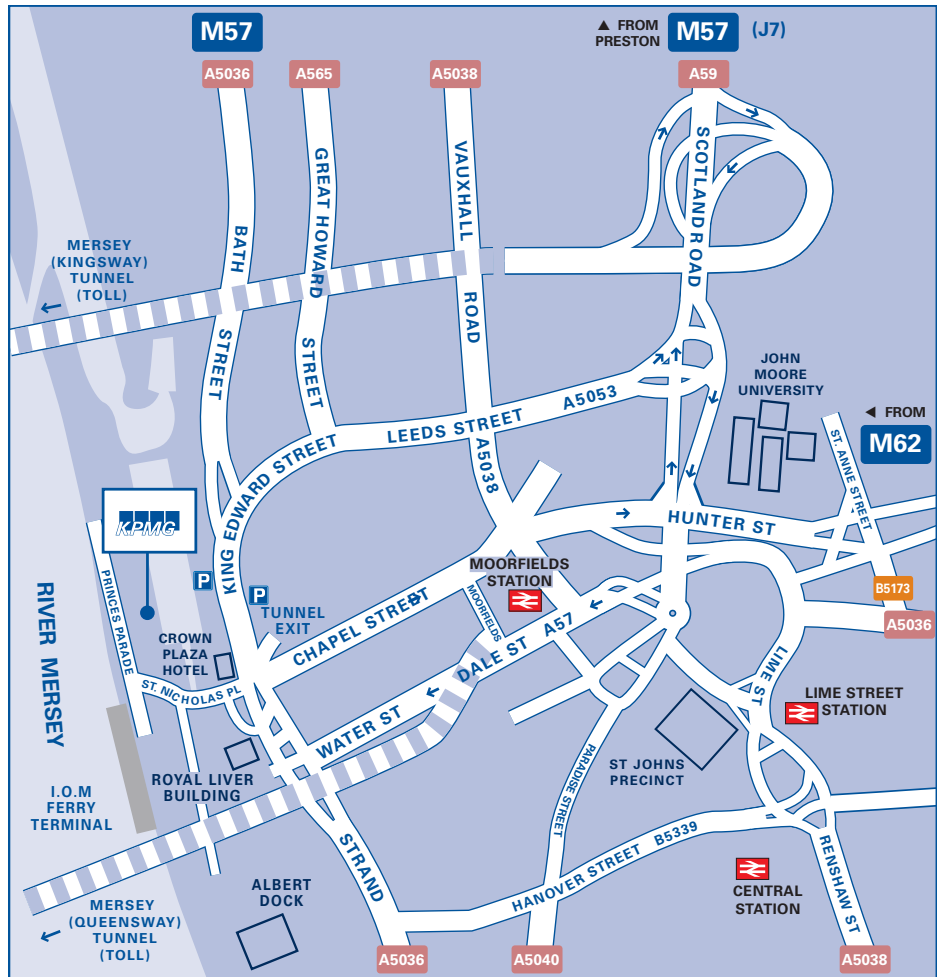 M57
▲ FROM
PRESTON
M57
(J7)
A5036
A565
A5038
A59
BATH STREET
GREAT HOWARD STREET
VAUXHALL ROAD
SCOTLAND ROAD
MERSEY
(KINGSWAY)
TUNNEL
(TOLL)
JOHN
MOORE
UNIVERSITY
◄ FROM
M62
LEEDS STREET
A5053
A5038
KING EDWARD STREET
ST. ANNE STREET
KPMG
HUNTER ST
MOORFIELDS
STATION
P
P
TUNNEL
EXIT
B5173
A5036
PRINCES PARADE
CHAPEL STREET
MOORFIELDS
DALE ST
A57
CROWN
PLAZA
HOTEL
ST. NICHOLAS PL
RIVER MERSEY
WATER ST
LIME ST
LIME STREET
STATION
ST JOHNS
PRECINCT
PARADISE STREET
ROYAL LIVER
BUILDING
I.O.M
FERRY
TERMINAL
STRAND
HANOVER STREET
B5339
RENSHAW ST
CENTRAL
STATION
ALBERT
DOCK
MERSEY
(QUEENSWAY)
TUNNEL
(TOLL)
A5036
A5040
A5038